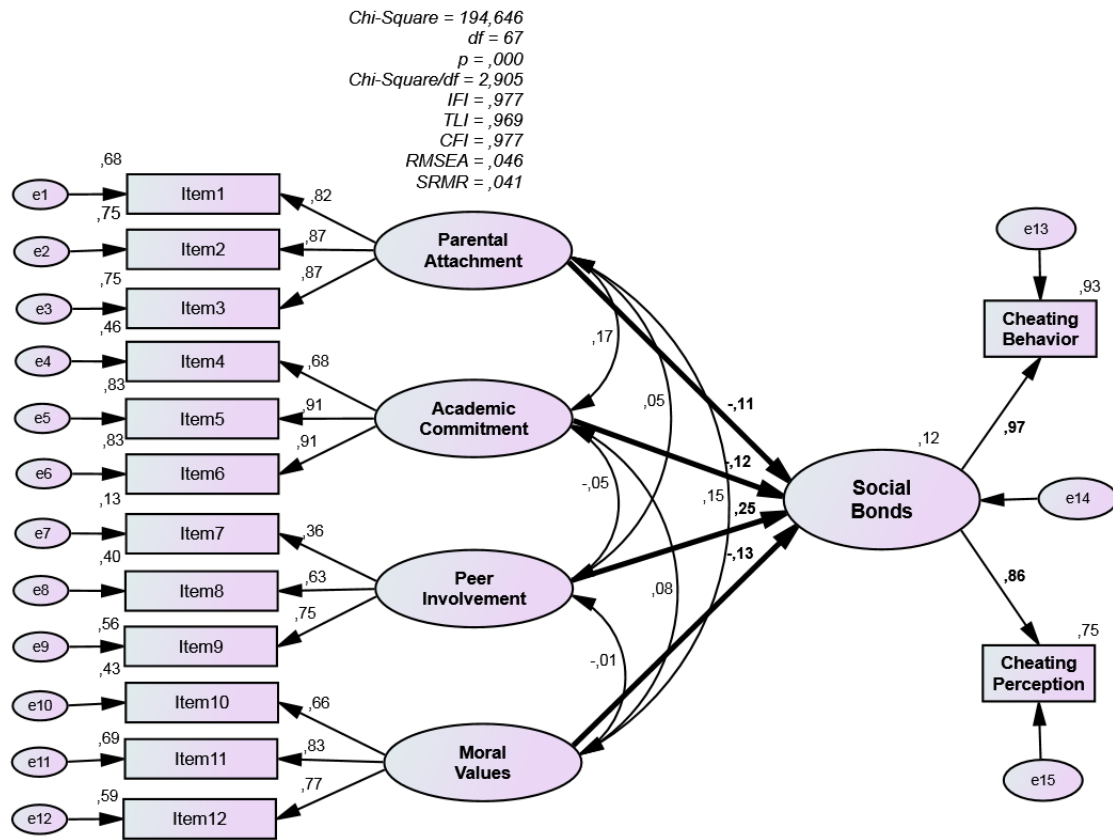 Chi-Square = 194,646
df = 67
p = ,000
Chi-Square/df = 2,905
IFI = ,977
TLI = ,969
CFI = ,977
RMSEA = ,046
SRMR = ,041
,68
e1
Item1
,82
,75
e2
Item2
,87
,75
e3
Item3
,87
,46
e4
Item4
,68
,83
e5
Item5
,91
,83
e6
Item6
,91
,13
e7
Item7
,36
,40
e8
Item8
,63
,56
e9
Item9
,75
,43
e10
Item10
,66
,69
e11
Item11
,83
,59
e12
Item12
,77
Parental
Attachment
Academic
Commitment
Peer
Involvement
Moral
Values
,17
,05
-,05
,15
,08
-,01
-,11
-,12
,25
-,13
,12
Social
Bonds
e14
e13
,93
Cheating
Behavior
,97
,86
,75
Cheating
Perception
e15